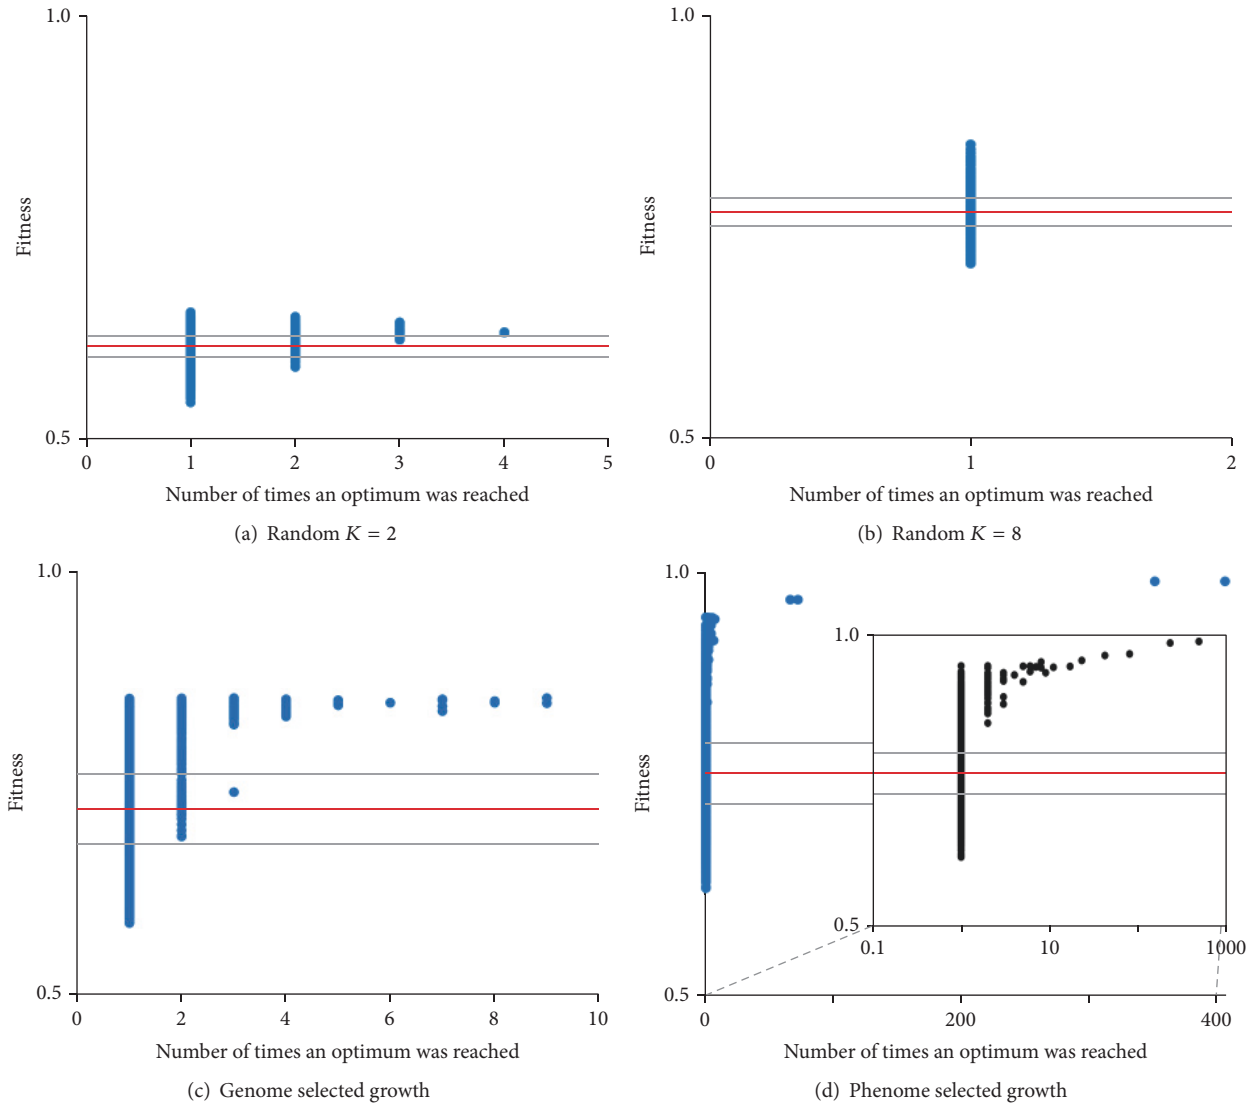 1.0
Fitness
0.5
0 1 2 3 4 5
Number of times an optimum was reached
(a) Random K = 2
1.0
Fitness
0.5
0 1 2
Number of times an optimum was reached
(b) Random K = 8
1.0
Fitness
0.5
0 2 4 6 8 10
Number of times an optimum was reached
(c) Genome selected growth
1.0
Fitness
0.5
0 200 400
1.0
0.5
0.1 10 1000
Number of times an optimum was reached
(d) Phenome selected growth